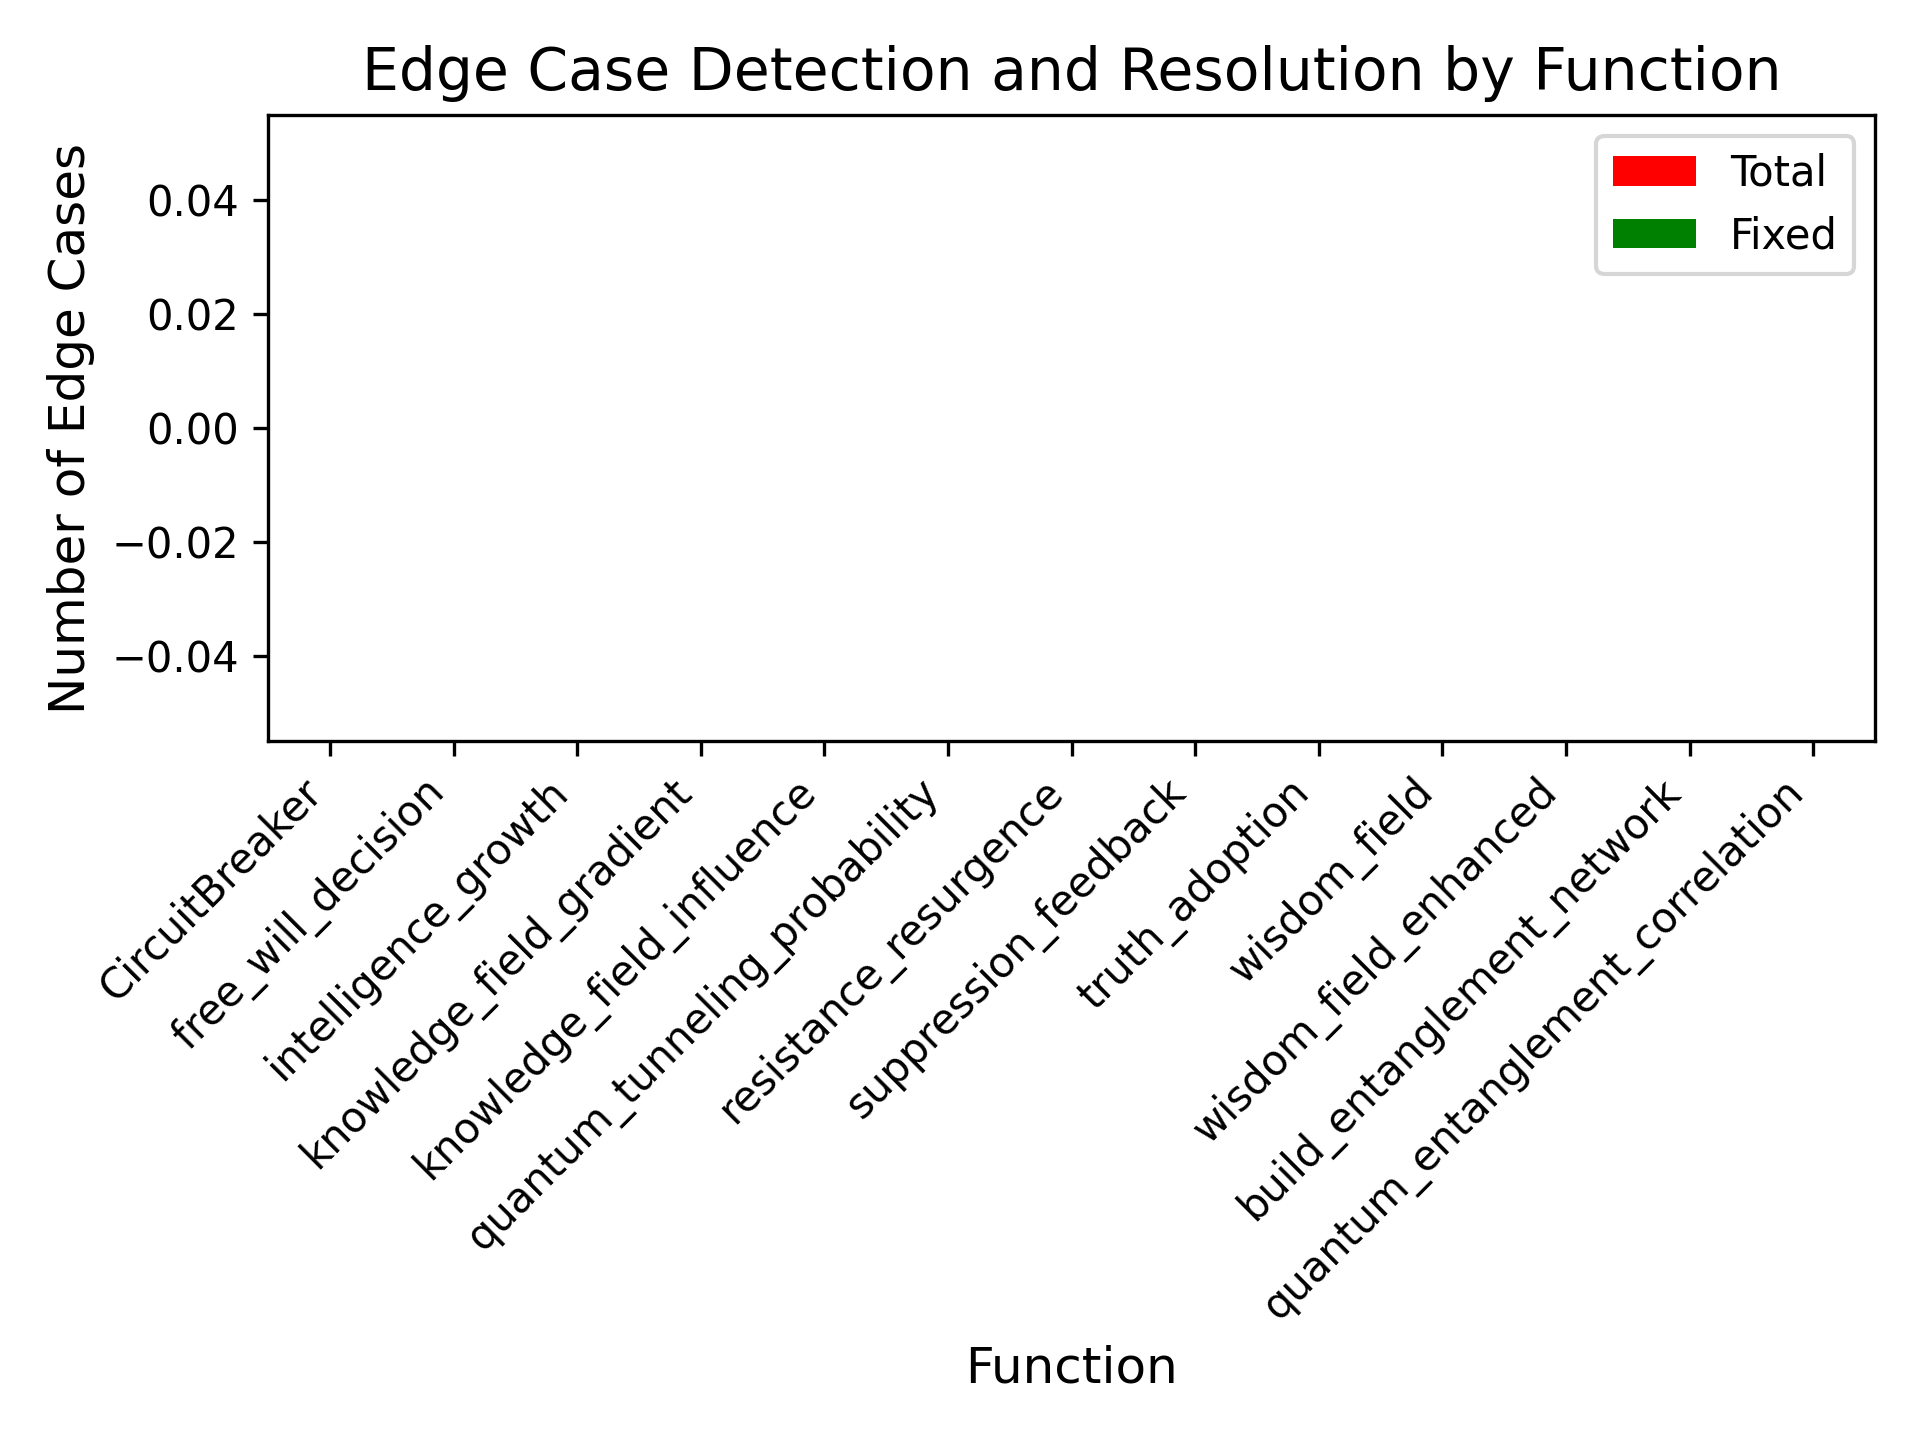 Edge Case Detection and Resolution by Function
Total
Fixed
Number of Edge Cases
0.04
0.02
0.00
−0.02
−0.04
CircuitBreaker
free_will_decision
intelligence_growth
knowledge_field_gradient
knowledge_field_influence
quantum_tunneling_probability
resistance_resurgence
suppression_feedback
truth_adoption
wisdom_field
wisdom_field_enhanced
build_entanglement_network
quantum_entanglement_correlation
Function